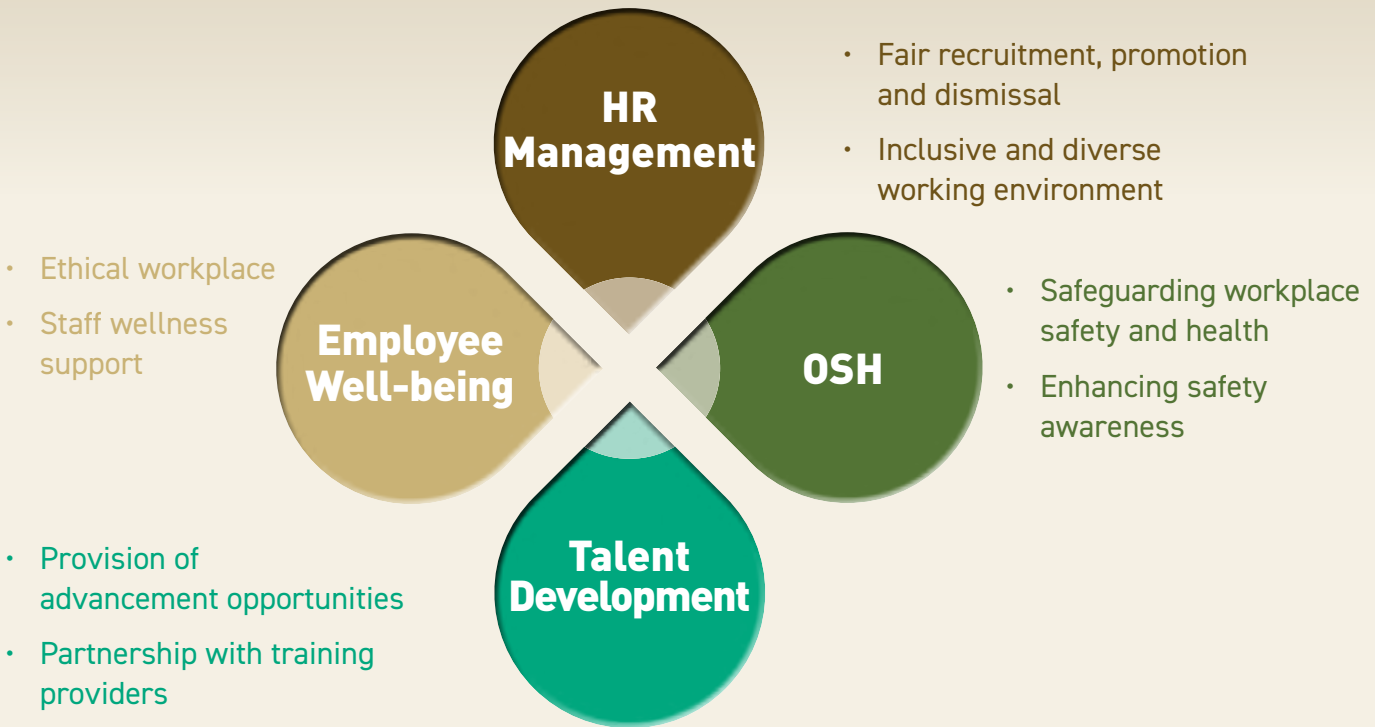 HR
Management
• Fair recruitment, promotion
and dismissal
• Inclusive and diverse
working environment
• Ethical workplace
• Staff wellness
support
Employee
Well-being
OSH
• Safeguarding workplace
safety and health
• Enhancing safety
awareness
Talent
Development
• Provision of
advancement opportunities
• Partnership with training
providers